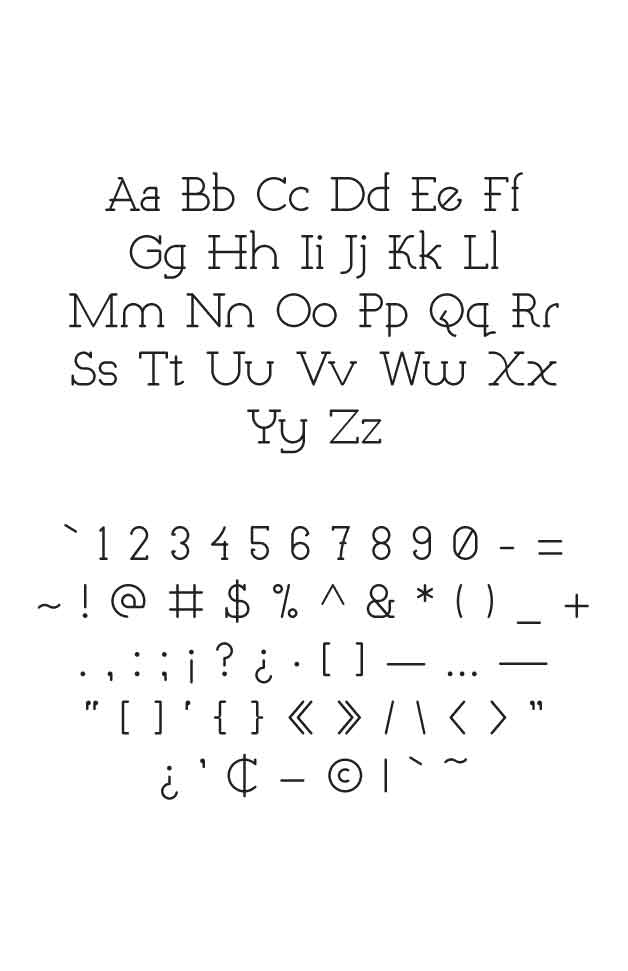 Aa Bb Cc Dd Ee Ff
Gg Hh Ii Jj Kk Ll
Mm Nn Oo Pp Qq Rr
Ss Tt Uu Vv Ww Xx
Yy Zz
` 1 2 3 4 5 6 7 8 9 0 - =
~ ! @ # $ % ^ & * ( ) _ +
. , : ; ¡ ? ¿ · [ ] — … —
" [ ] ‘ { } « » / \ ‹ › ”
¿ ’ ₵ – © | ` ~